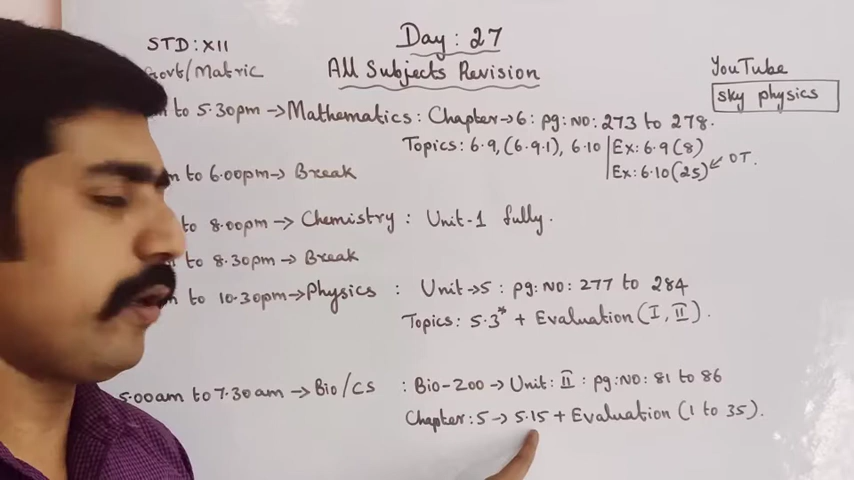 Day : 27
STD : XII
Govt/Matric
All Subjects Revision
YouTube
sky physics
to 5.30pm → Mathematics : Chapter → 6 : pg: NO: 273 to 278.
Topics: 6.9, (6.9.1), 6.10 | Ex: 6.9 (8)
Ex: 6.10 (25) ↙ OT.
to 6.00pm → Break
to 8.00pm → Chemistry : Unit-1 fully.
to 8.30pm → Break
to 10.30pm → Physics : Unit → 5 : pg: NO: 277 to 284
Topics: 5.3* + Evaluation (I, II).
5.00am to 7.30am → Bio/CS : Bio-Zoo → Unit: II : pg: NO: 81 to 86
Chapter: 5 → 5.15 + Evaluation (1 to 35).